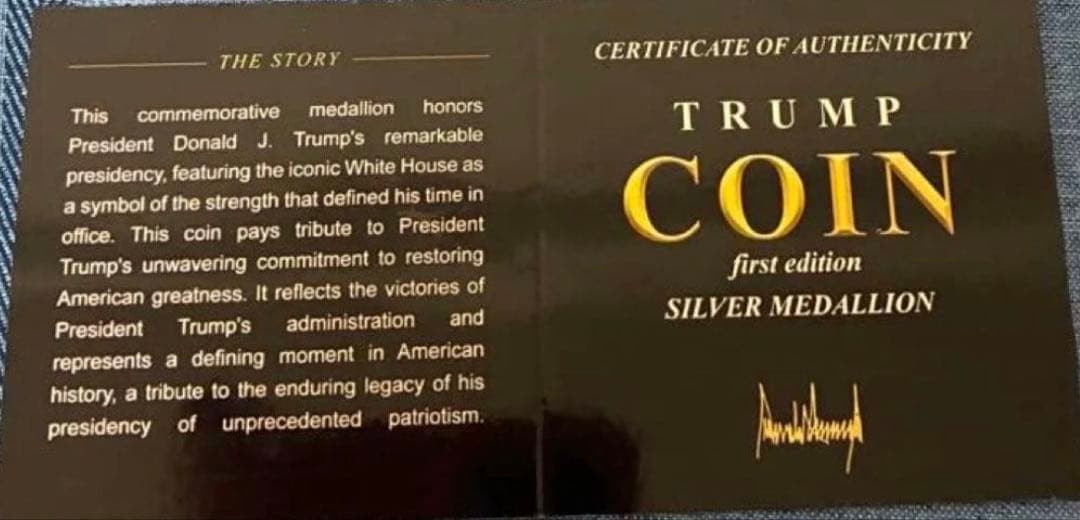 THE STORY
This commemorative medallion honors
President Donald J. Trump's remarkable
presidency, featuring the iconic White House as
a symbol of the strength that defined his time in
office. This coin pays tribute to President
Trump's unwavering commitment to restoring
American greatness. It reflects the victories of
President Trump's administration and
represents a defining moment in American
history, a tribute to the enduring legacy of his
presidency of unprecedented patriotism.
CERTIFICATE OF AUTHENTICITY
TRUMP
COIN
first edition
SILVER MEDALLION